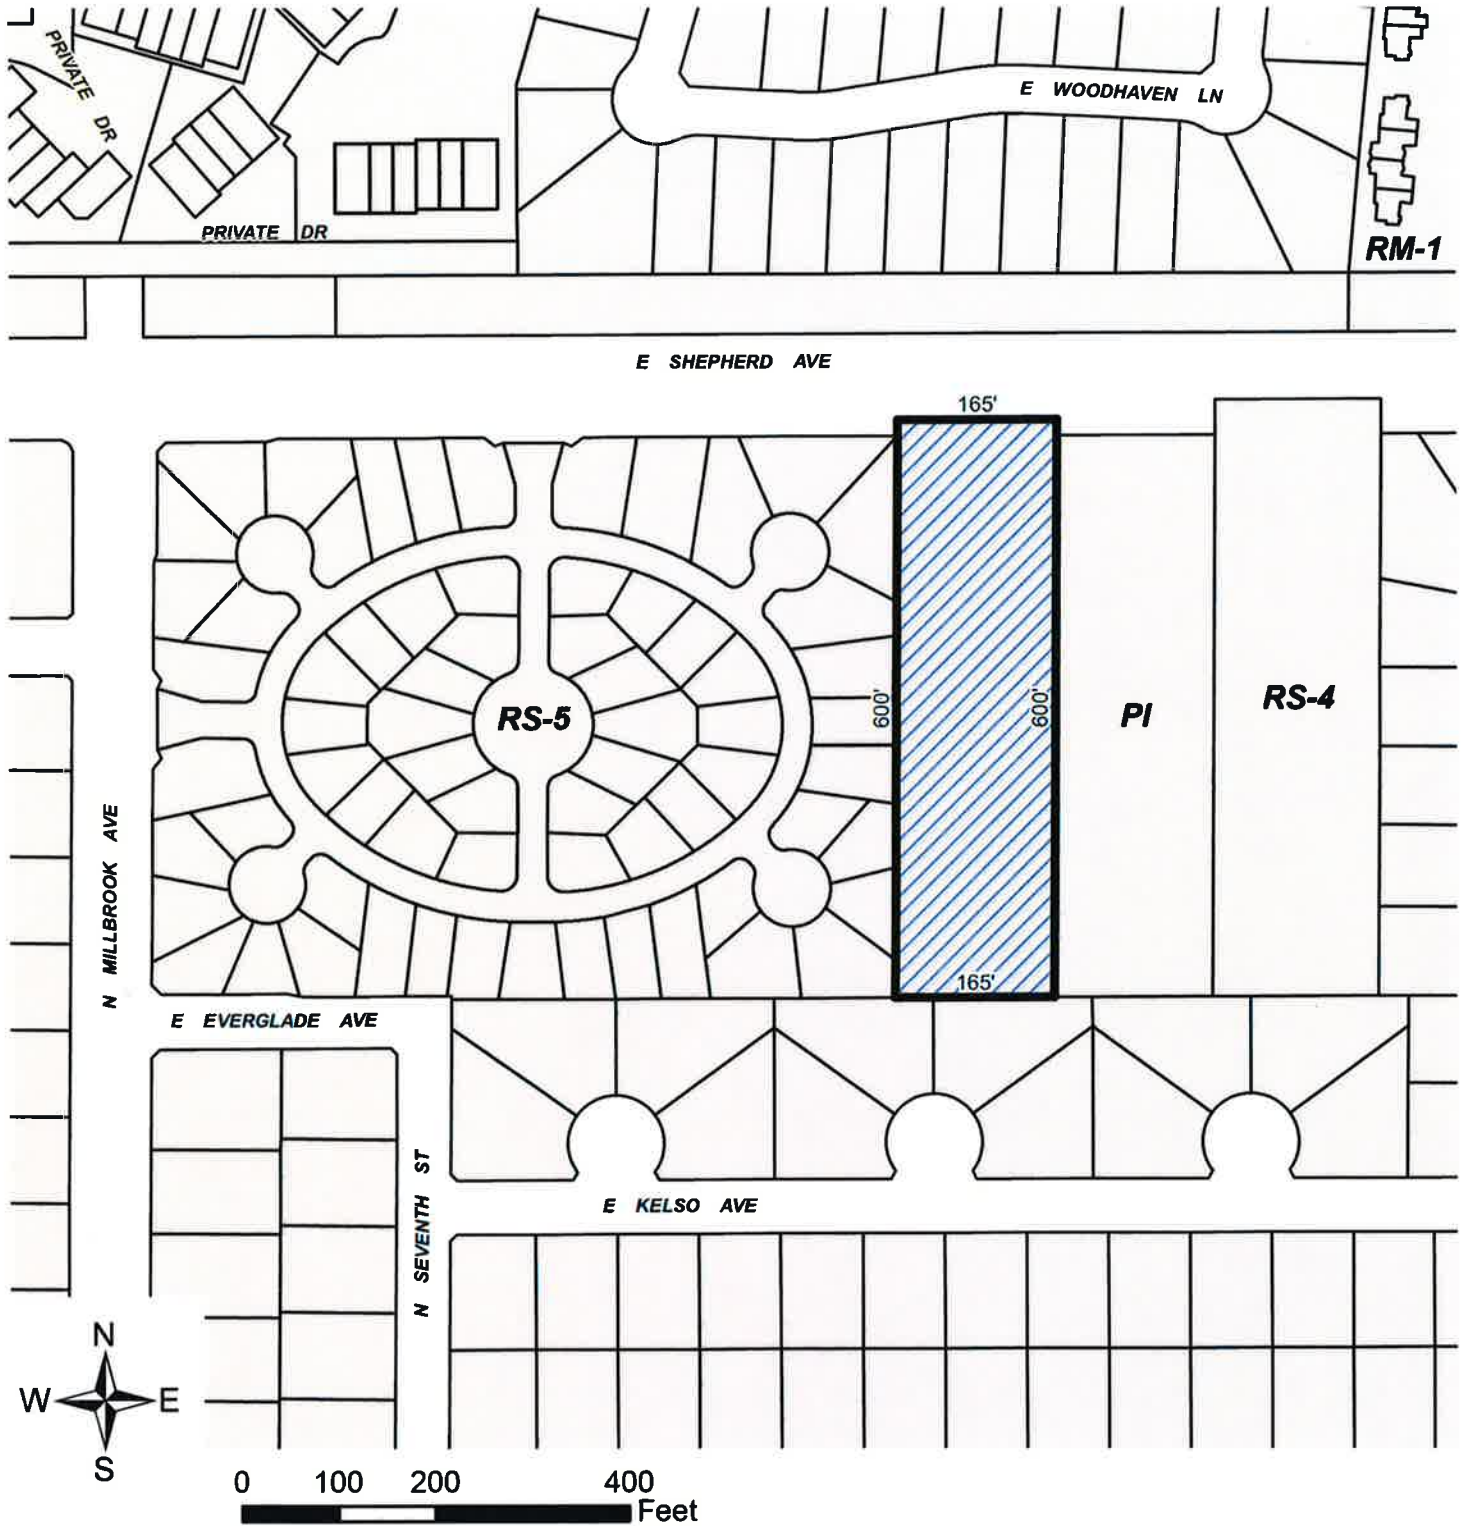 PRIVATE DR
E WOODHAVEN LN
PRIVATE DR
RM-1
E SHEPHERD AVE
165'
600'
600'
RS-5
PI
RS-4
N MILLBROOK AVE
165'
E EVERGLADE AVE
N SEVENTH ST
E KELSO AVE
N
W E
S
0 100 200 400
Feet